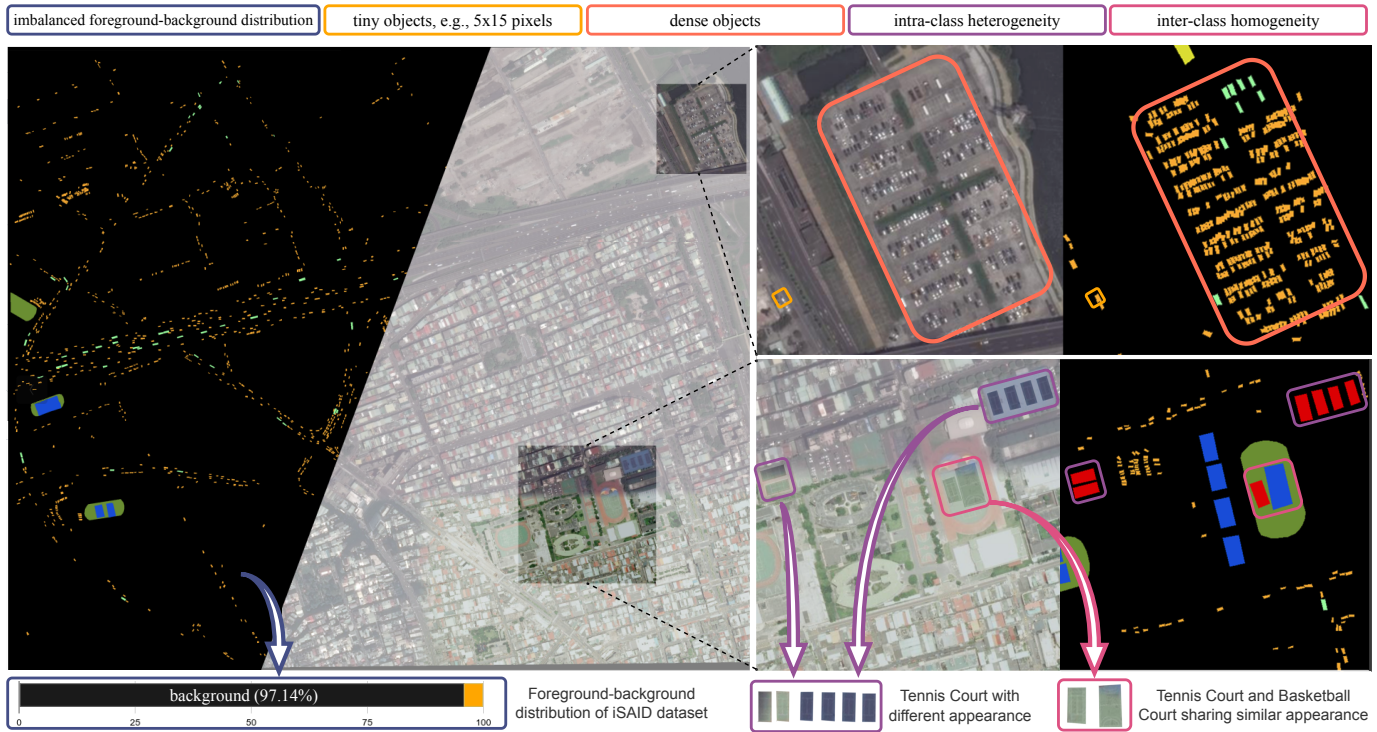 imbalanced foreground-background distribution
tiny objects, e.g., 5x15 pixels
dense objects
intra-class heterogeneity
inter-class homogeneity
background (97.14%)
0 25 50 75 100
Foreground-background
distribution of iSAID dataset
Tennis Court with
different appearance
Tennis Court and Basketball
Court sharing similar appearance